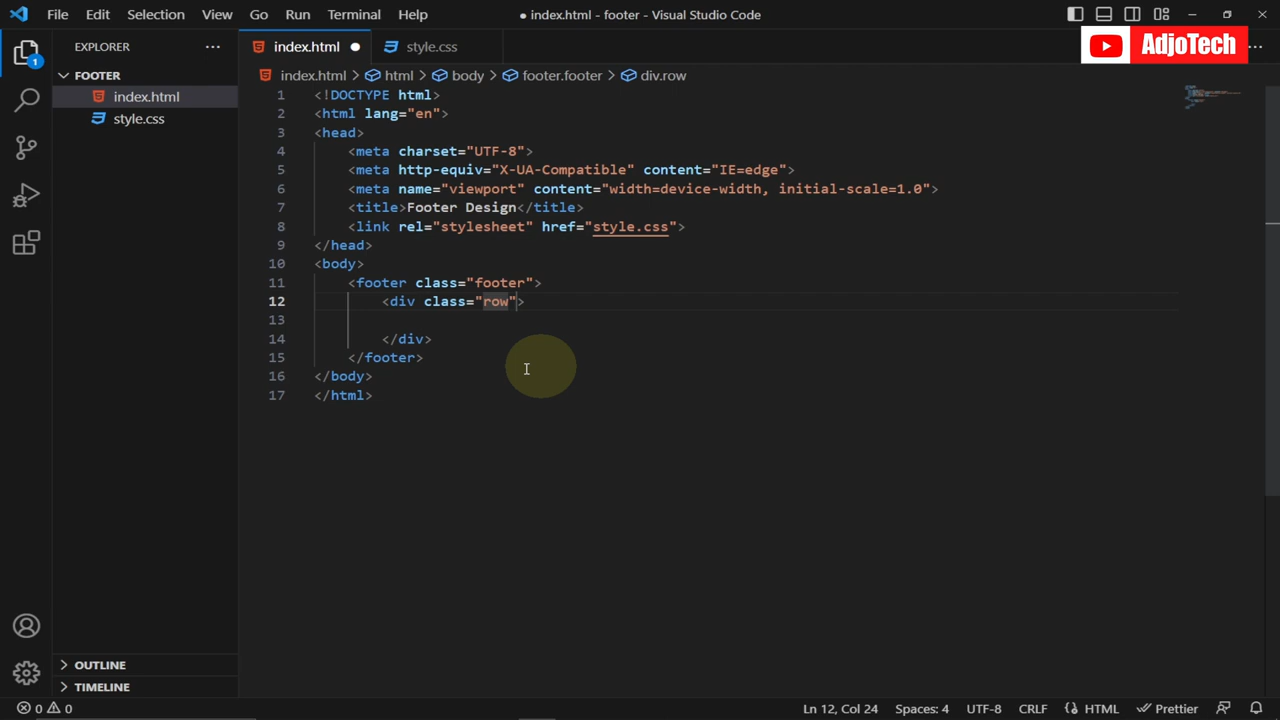 File Edit Selection View Go Run Terminal Help ● index.html - footer - Visual Studio Code
EXPLORER ...
index.html ● style.css
AdjoTech ...
1
FOOTER
index.html
style.css
index.html > html > body > footer.footer > div.row
1 <!DOCTYPE html>
2 <html lang="en">
3 <head>
4 <meta charset="UTF-8">
5 <meta http-equiv="X-UA-Compatible" content="IE=edge">
6 <meta name="viewport" content="width=device-width, initial-scale=1.0">
7 <title>Footer Design</title>
8 <link rel="stylesheet" href="style.css">
9 </head>
10 <body>
11 <footer class="footer">
12 <div class="row">
13
14 </div>
15 </footer>
16 </body>
17 </html>
OUTLINE
TIMELINE
0 0 Ln 12, Col 24 Spaces: 4 UTF-8 CRLF HTML Prettier